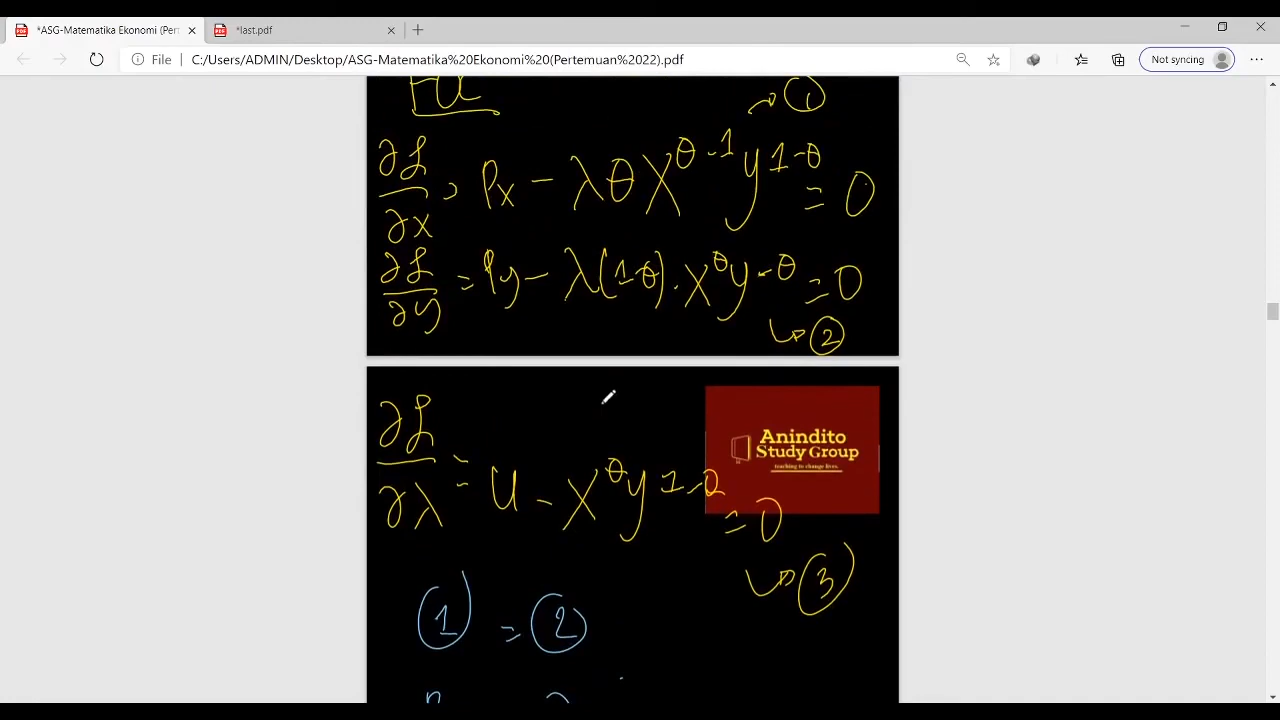 *ASG-Matematika Ekonomi (Pert
*last.pdf
File
C:/Users/ADMIN/Desktop/ASG-Matematika%20Ekonomi%20(Pertemuan%2022).pdf
Not syncing
①
∂ℒ/∂x = Px - λθX^θ-1 y^1-θ = 0
∂ℒ/∂y = Py - λ(1-θ).X^θ y^-θ = 0
②
Anindito
Study Group
teaching to change lives.
∂ℒ/∂λ = U - X^θ y^1-θ = 0
③
① = ②